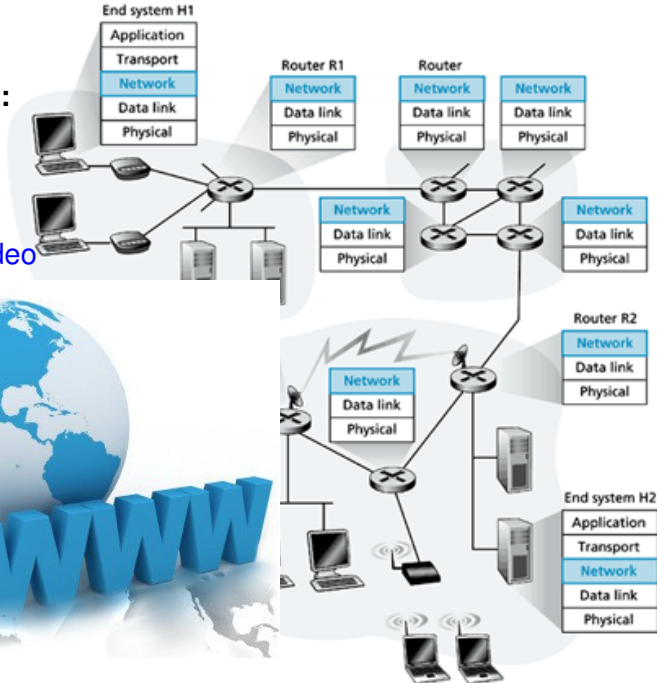 End system H1
Application
Transport
Network
Data link
Physical
:
Router R1
Network
Data link
Physical
Router
Network
Data link
Physical
Network
Data link
Physical
Network
Data link
Physical
Network
Data link
Physical
deo
Router R2
Network
Data link
Physical
Network
Data link
Physical
WWW
End system H2
Application
Transport
Network
Data link
Physical